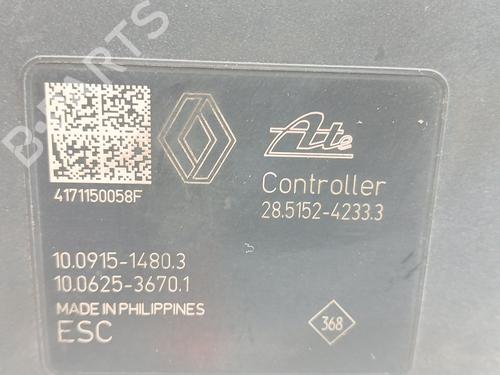 B-PARTS
Ate
4171150058F
Controller
28.5152-4233.3
10.0915-1480.3
10.0625-3670.1
MADE IN PHILIPPINES
ESC
368